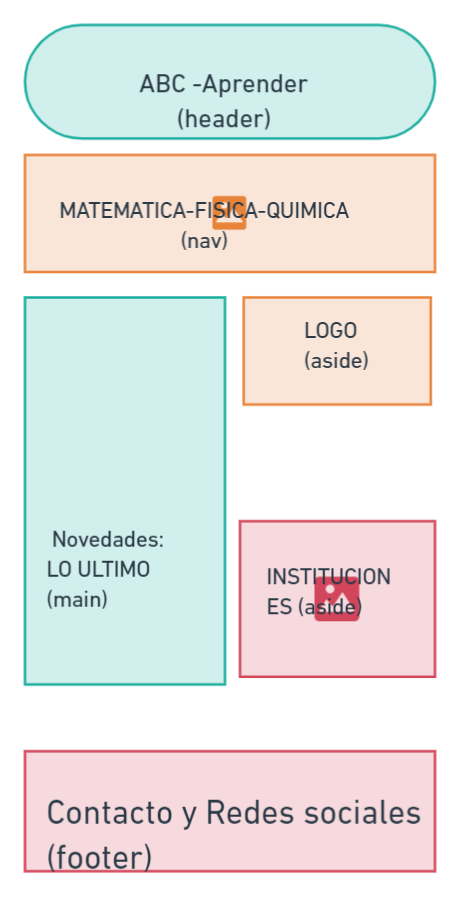 ABC -Aprender
(header)
MATEMATICA-FISICA-QUIMICA
(nav)
LOGO
(aside)
Novedades:
LO ULTIMO
(main)
INSTITUCION
ES (aside)
Contacto y Redes sociales
(footer)